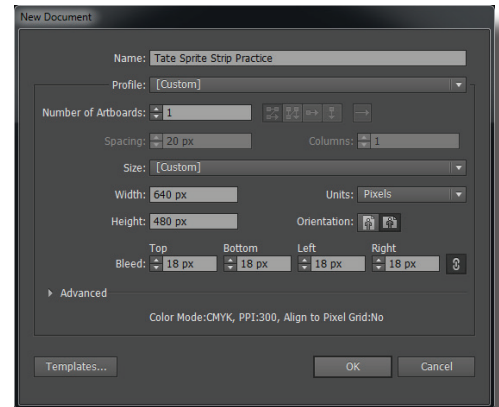 New Document
Name: Tate Sprite Strip Practice
Profile: [Custom]
Number of Artboards: 1
Spacing: 20 px Columns: 1
Size: [Custom]
Width: 640 px Units: Pixels
Height: 480 px Orientation:
Top Bottom Left Right
Bleed: 18 px 18 px 18 px 18 px
Advanced
Color Mode:CMYK, PPI:300, Align to Pixel Grid:No
Templates... OK Cancel